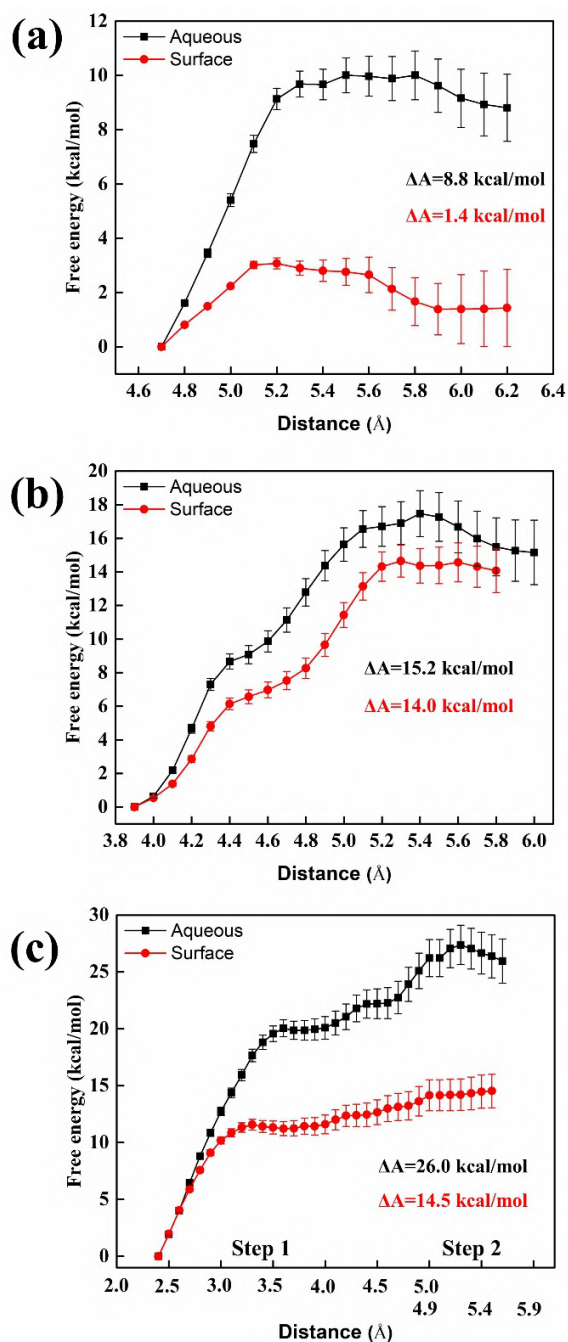 (a)
Aqueous
Surface
Free energy (kcal/mol)
12
10
8
6
4
2
0
ΔA=8.8 kcal/mol
ΔA=1.4 kcal/mol
4.6 4.8 5.0 5.2 5.4 5.6 5.8 6.0 6.2 6.4
Distance (Å)
(b)
Aqueous
Surface
Free energy (kcal/mol)
20
18
16
14
12
10
8
6
4
2
0
ΔA=15.2 kcal/mol
ΔA=14.0 kcal/mol
3.8 4.0 4.2 4.4 4.6 4.8 5.0 5.2 5.4 5.6 5.8 6.0
Distance (Å)
(c)
Aqueous
Surface
Free energy (kcal/mol)
30
25
20
15
10
5
0
ΔA=26.0 kcal/mol
ΔA=14.5 kcal/mol
Step 1 Step 2
2.0 2.5 3.0 3.5 4.0 4.5 5.0 5.4 5.9
4.9 5.4 5.9
Distance (Å)